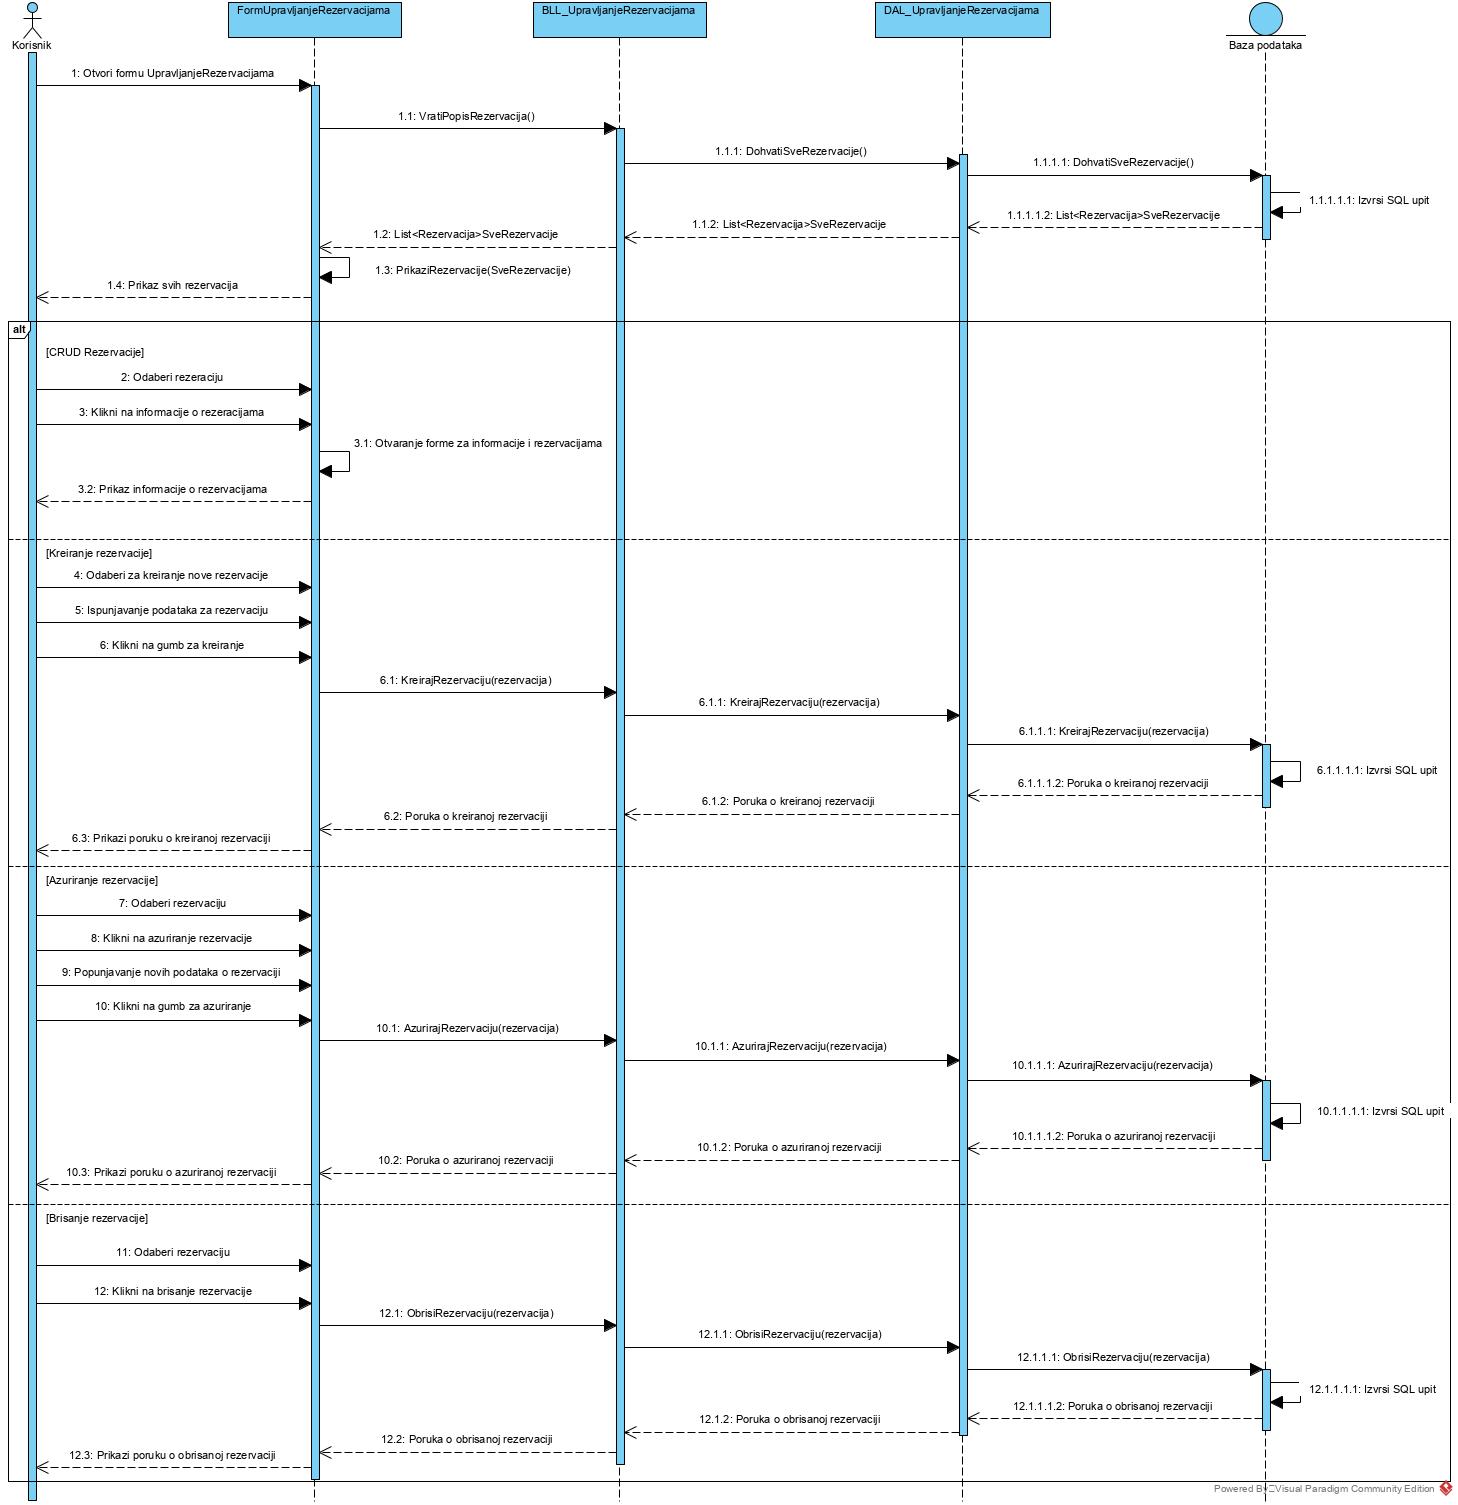 FormUpravljanjeRezervacijama
BLL_UpravljanjeRezervacijama
DAL_UpravljanjeRezervacijama
Korisnik
Baza podataka
1: Otvori formu UpravljanjeRezervacijama
1.1: VratiPopisRezervacija()
1.1.1: DohvatiSveRezervacije()
1.1.1.1: DohvatiSveRezervacije()
1.1.1.1.1: Izvrsi SQL upit
1.1.1.1.2: List<Rezervacija>SveRezervacije
1.1.2: List<Rezervacija>SveRezervacije
1.2: List<Rezervacija>SveRezervacije
1.3: PrikaziRezervacije(SveRezervacije)
1.4: Prikaz svih rezervacija
alt
[CRUD Rezervacije]
2: Odaberi rezeraciju
3: Klikni na informacije o rezeracijama
3.1: Otvaranje forme za informacije i rezervacijama
3.2: Prikaz informacije o rezervacijama
[Kreiranje rezervacije]
4: Odaberi za kreiranje nove rezervacije
5: Ispunjavanje podataka za rezervaciju
6: Klikni na gumb za kreiranje
6.1: KreirajRezervaciju(rezervacija)
6.1.1: KreirajRezervaciju(rezervacija)
6.1.1.1: KreirajRezervaciju(rezervacija)
6.1.1.1.1: Izvrsi SQL upit
6.1.1.1.2: Poruka o kreiranoj rezervaciji
6.1.2: Poruka o kreiranoj rezervaciji
6.2: Poruka o kreiranoj rezervaciji
6.3: Prikazi poruku o kreiranoj rezervaciji
[Azuriranje rezervacije]
7: Odaberi rezervaciju
8: Klikni na azuriranje rezervacije
9: Popunjavanje novih podataka o rezervaciji
10: Klikni na gumb za azuriranje
10.1: AzurirajRezervaciju(rezervacija)
10.1.1: AzurirajRezervaciju(rezervacija)
10.1.1.1: AzurirajRezervaciju(rezervacija)
10.1.1.1.1: Izvrsi SQL upit
10.1.1.1.2: Poruka o azuriranoj rezervaciji
10.1.2: Poruka o azuriranoj rezervaciji
10.2: Poruka o azuriranoj rezervaciji
10.3: Prikazi poruku o azuriranoj rezervaciji
[Brisanje rezervacije]
11: Odaberi rezervaciju
12: Klikni na brisanje rezervacije
12.1: ObrisiRezervaciju(rezervacija)
12.1.1: ObrisiRezervaciju(rezervacija)
12.1.1.1: ObrisiRezervaciju(rezervacija)
12.1.1.1.1: Izvrsi SQL upit
12.1.1.1.2: Poruka o obrisanoj rezervaciji
12.1.2: Poruka o obrisanoj rezervaciji
12.2: Poruka o obrisanoj rezervaciji
12.3: Prikazi poruku o obrisanoj rezervaciji
Powered By Visual Paradigm Community Edition